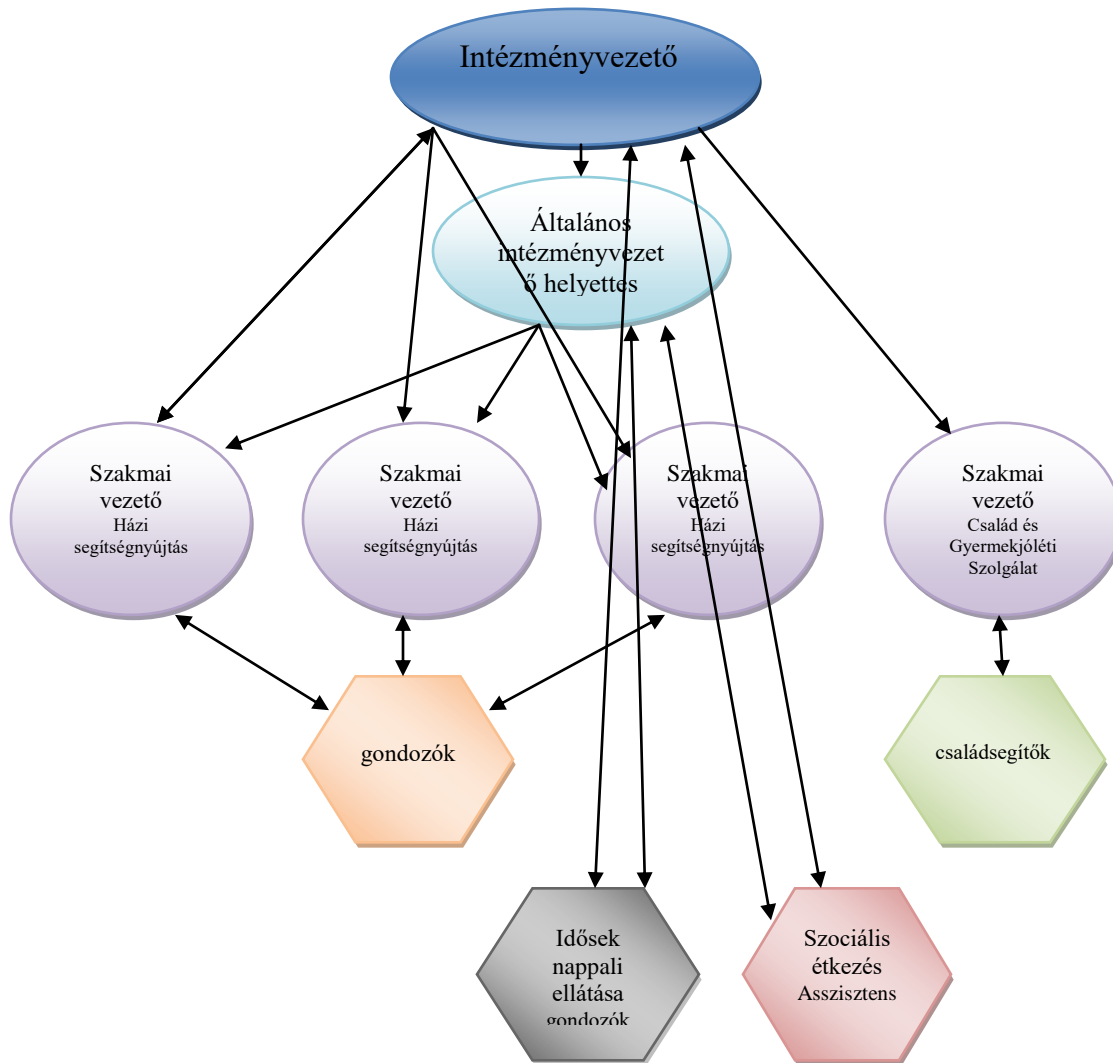 Intézményvezető
Általános
intézményvezet
ő helyettes
Szakmai
vezető
Házi
segítségnyújtás
Szakmai
vezető
Házi
segítségnyújtás
Szakmai
vezető
Házi
segítségnyújtás
Szakmai
vezető
Család és
Gyermekjóléti
Szolgálat
gondozók
családsegítők
Idősek
nappali
ellátása
gondozók
Szociális
étkezés
Asszisztens